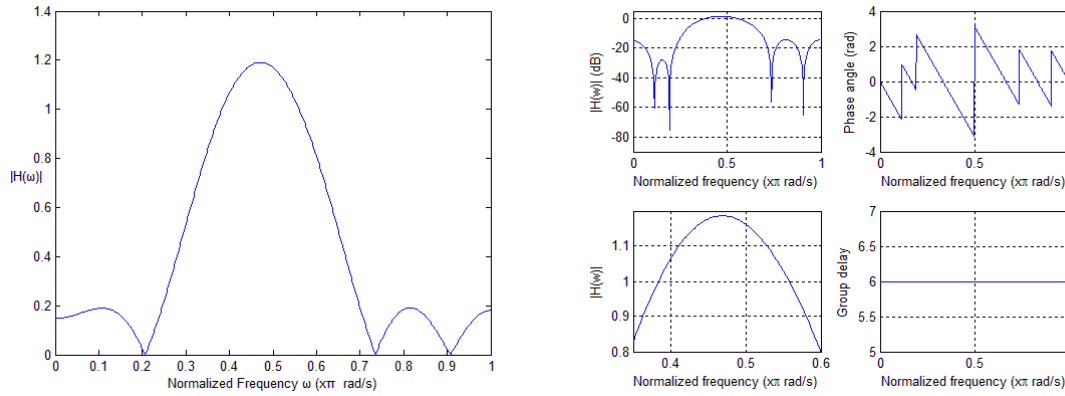 1.4
1.2
1
0.8
0.6
0.4
0.2
0
|H(ω)|
0 0.1 0.2 0.3 0.4 0.5 0.6 0.7 0.8 0.9 1
Normalized Frequency ω (xπ rad/s)
0
-20
-40
-60
-80
|H(w)| (dB)
0 0.5 1
Normalized frequency (xπ rad/s)
4
2
0
-2
-4
Phase angle (rad)
0 0.5
Normalized frequency (xπ rad/s)
1.1
1
0.9
0.8
|H(w)|
0.4 0.5 0.6
Normalized frequency (xπ rad/s)
7
6.5
6
5.5
5
Group delay
0 0.5
Normalized frequency (xπ rad/s)